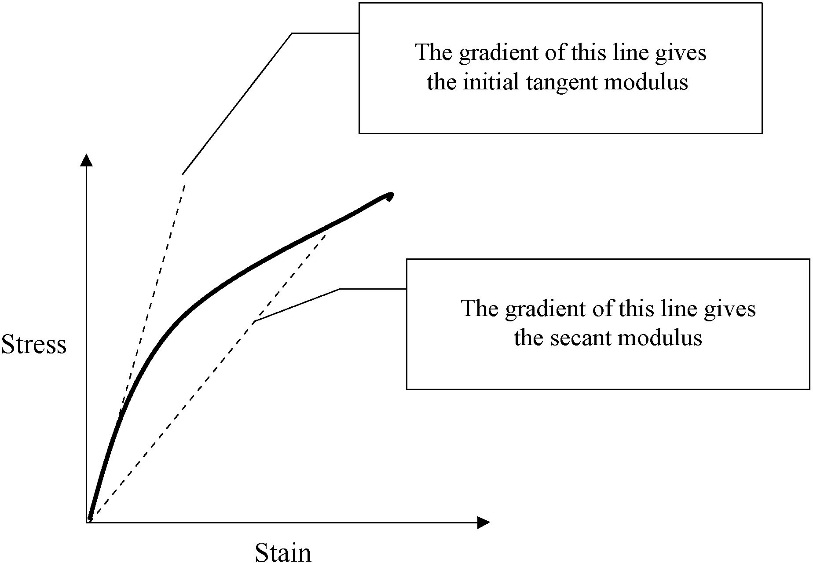 The gradient of this line gives
the initial tangent modulus
The gradient of this line gives
the secant modulus
Stress
Stain